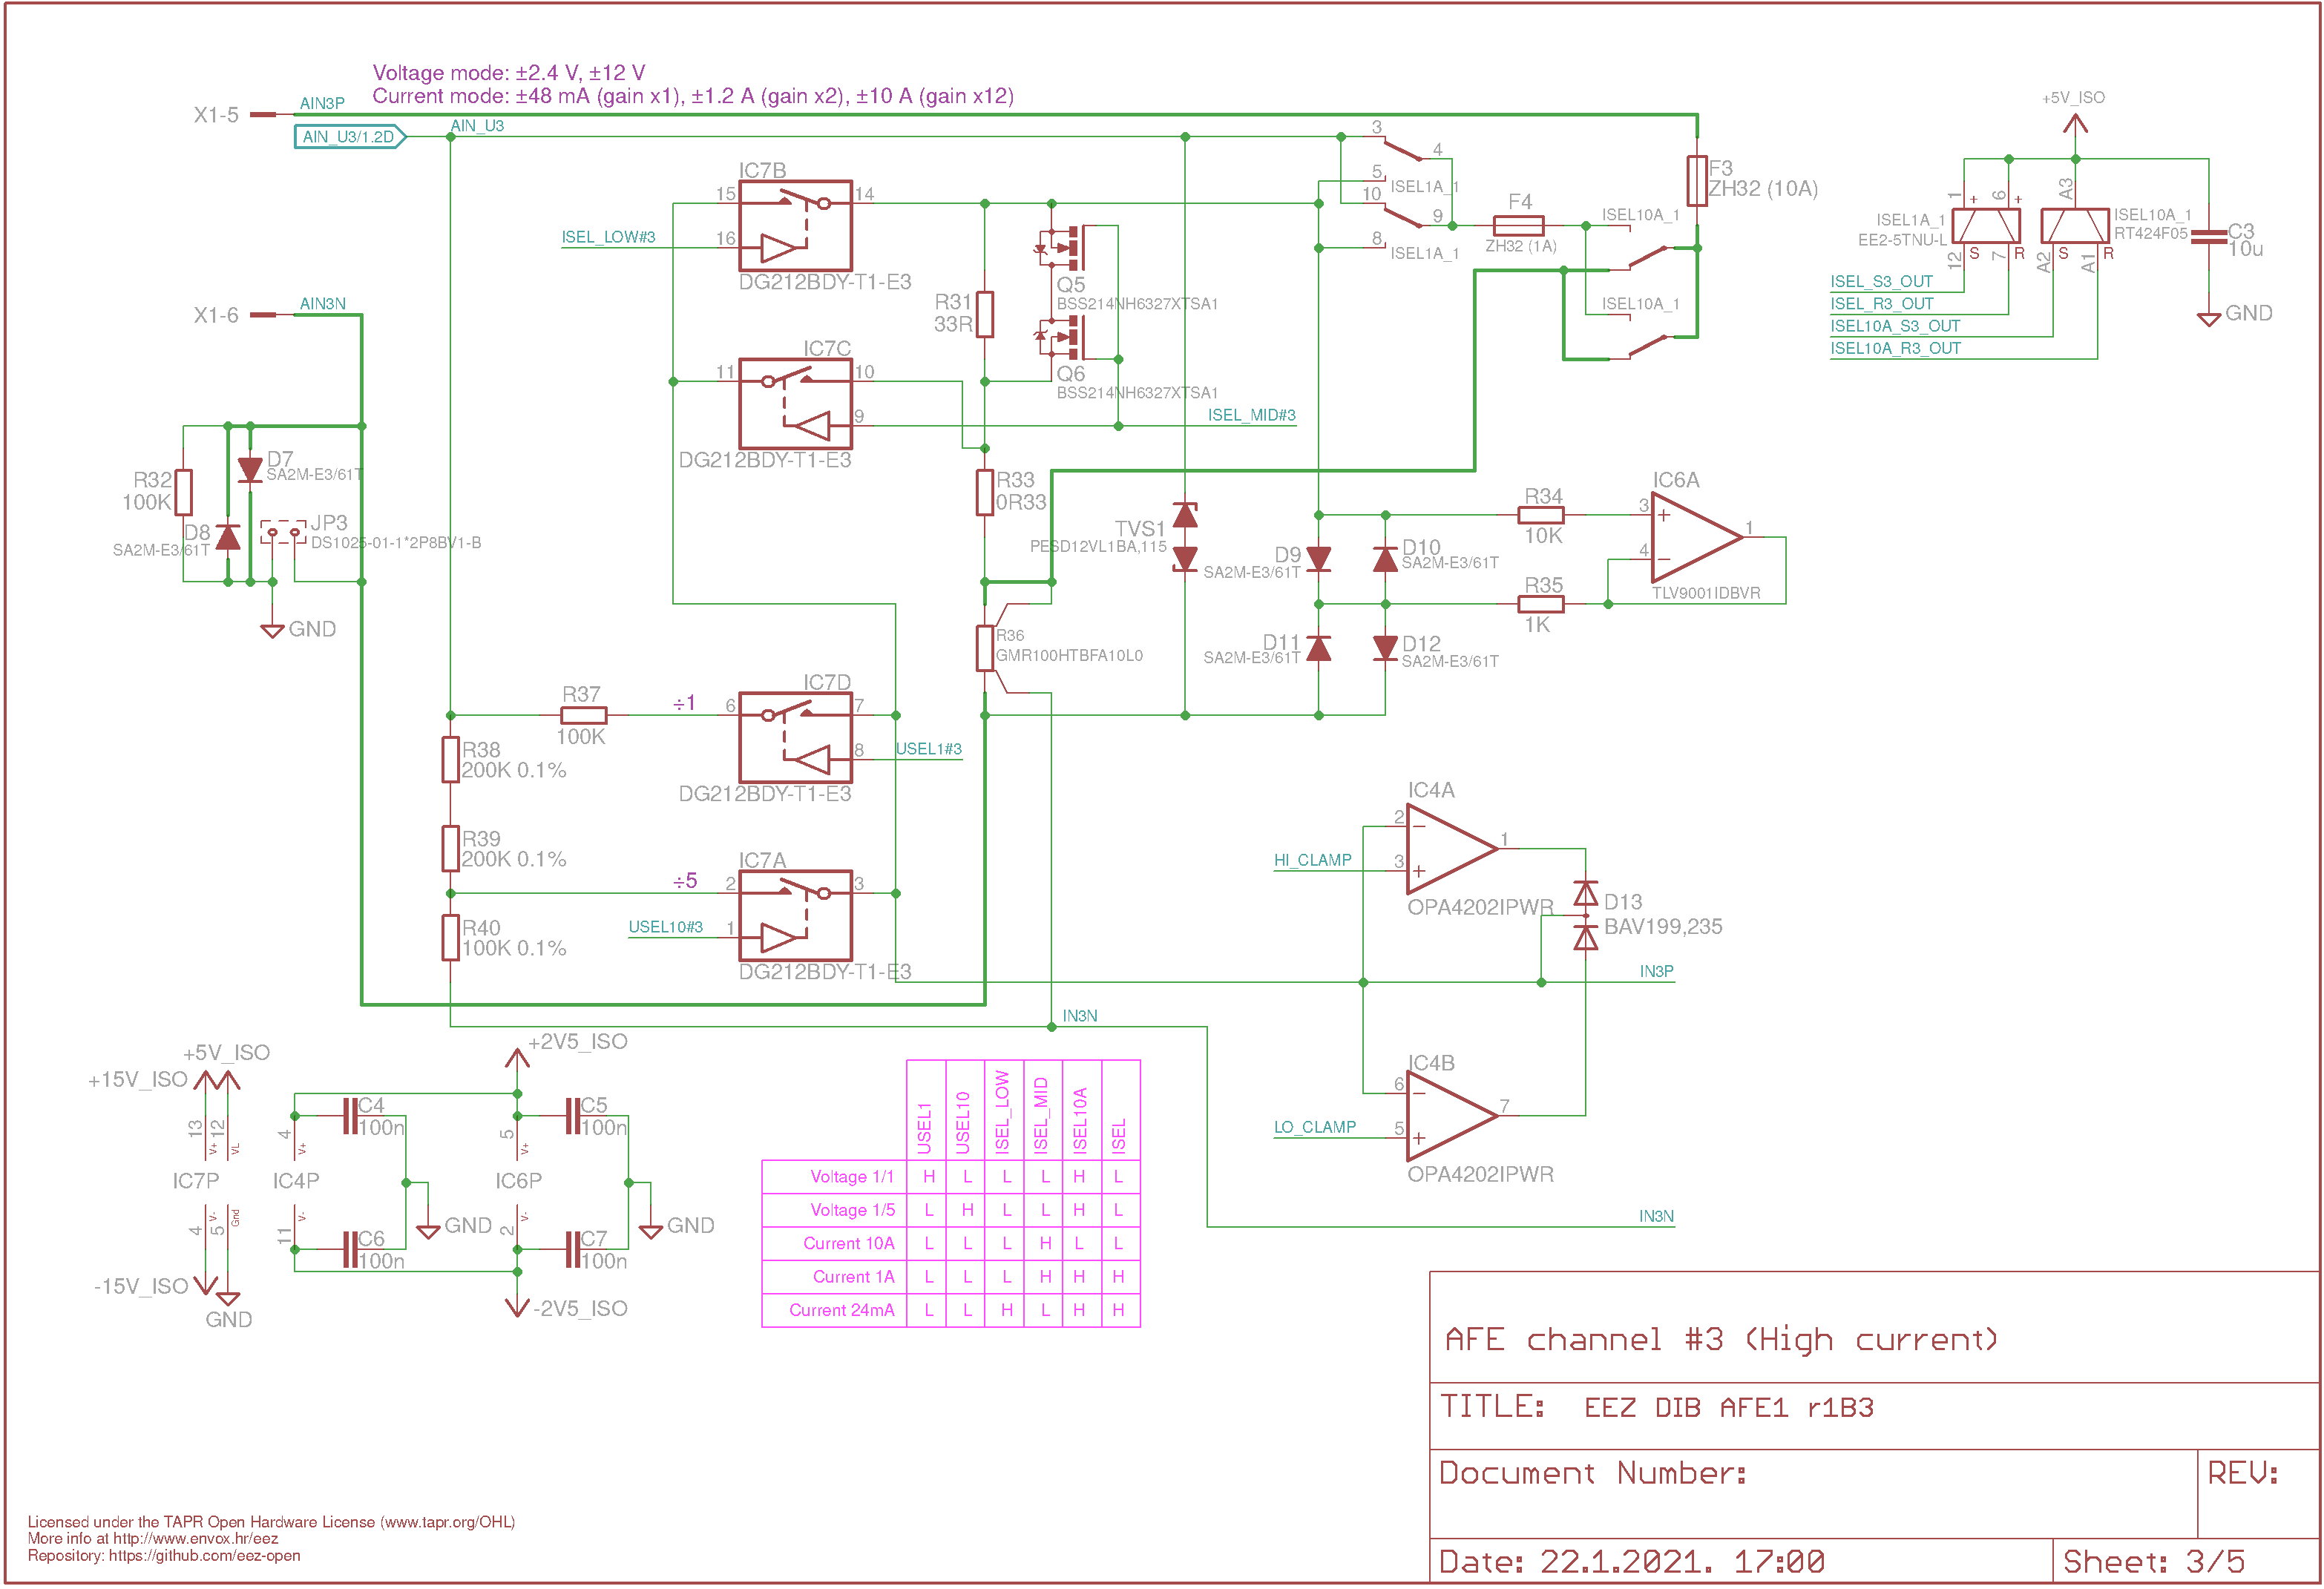 Voltage mode: ±2.4 V, ±12 V
Current mode: ±48 mA (gain x1), ±1.2 A (gain x2), ±10 A (gain x12)
X1-5
AIN3P
AIN_U3/1.2D
AIN_U3
IC7B
15
14
16
ISEL_LOW#3
DG212BDY-T1-E3
3
4
5
ISEL1A_1
10
9
8
ISEL1A_1
F4
ZH32 (1A)
ISEL10A_1
ISEL10A_1
F3
ZH32 (10A)
+5V_ISO
1
+
6
+
A3
ISEL1A_1
EE2-5TNU-L
ISEL10A_1
RT424F05
12
S
7
R
A2
S
A1
R
C3
10u
GND
ISEL_S3_OUT
ISEL_R3_OUT
ISEL10A_S3_OUT
ISEL10A_R3_OUT
X1-6
AIN3N
R31
33R
Q5
BSS214NH6327XTSA1
Q6
BSS214NH6327XTSA1
IC7C
11
10
9
DG212BDY-T1-E3
ISEL_MID#3
R32
100K
D7
SA2M-E3/61T
D8
SA2M-E3/61T
JP3
DS1025-01-1*2P8BV1-B
GND
R33
0R33
TVS1
PESD12VL1BA,115
D9
SA2M-E3/61T
D10
SA2M-E3/61T
D11
SA2M-E3/61T
D12
SA2M-E3/61T
R34
10K
R35
1K
IC6A
3
+
4
−
1
TLV9001IDBVR
R36
GMR100HTBFA10L0
R37
100K
÷1
IC7D
6
7
8
USEL1#3
DG212BDY-T1-E3
R38
200K 0.1%
R39
200K 0.1%
R40
100K 0.1%
÷5
IC7A
2
3
1
USEL10#3
DG212BDY-T1-E3
IC4A
2
−
3
+
1
HI_CLAMP
OPA4202IPWR
D13
BAV199,235
IN3P
IN3N
IC4B
6
−
5
+
7
LO_CLAMP
OPA4202IPWR
IN3N
+5V_ISO
+15V_ISO
13
V+
12
VL
IC7P
4
V-
5
Gnd
-15V_ISO
GND
4
V+
IC4P
11
V-
C4
100n
C6
100n
GND
+2V5_ISO
5
V+
IC6P
2
V-
C5
100n
C7
100n
GND
-2V5_ISO
USEL1 USEL10 ISEL_LOW ISEL_MID ISEL10A ISEL
Voltage 1/1 H L L L H L
Voltage 1/5 L H L L H L
Current 10A L L L H L L
Current 1A L L L H H H
Current 24mA L L H L H H
AFE channel #3 (High current)
TITLE: EEZ DIB AFE1 r1B3
Document Number:
REV:
Date: 22.1.2021. 17:00
Sheet: 3/5
Licensed under the TAPR Open Hardware License (www.tapr.org/OHL)
More info at http://www.envox.hr/eez
Repository: https://github.com/eez-open